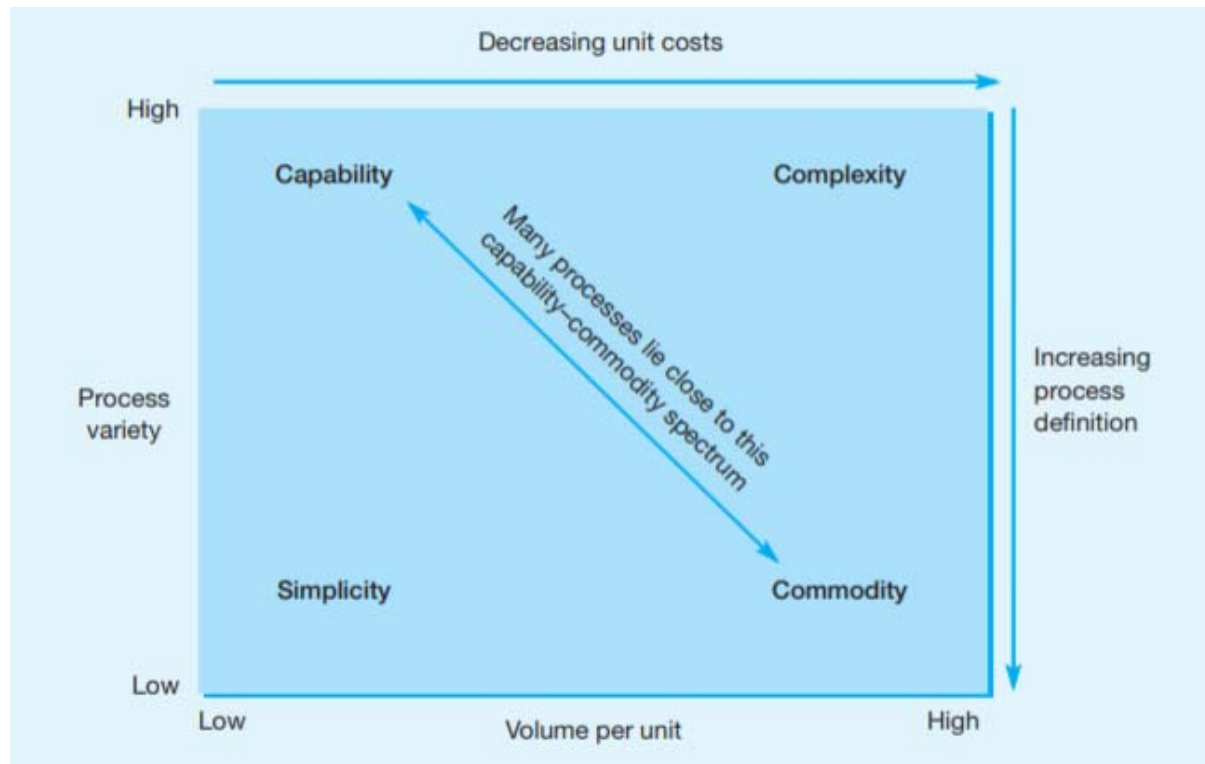 Decreasing unit costs
High
Capability
Complexity
Many processes lie close to this
capability–commodity spectrum
Process
variety
Increasing
process
definition
Simplicity
Commodity
Low
Low
Volume per unit
High